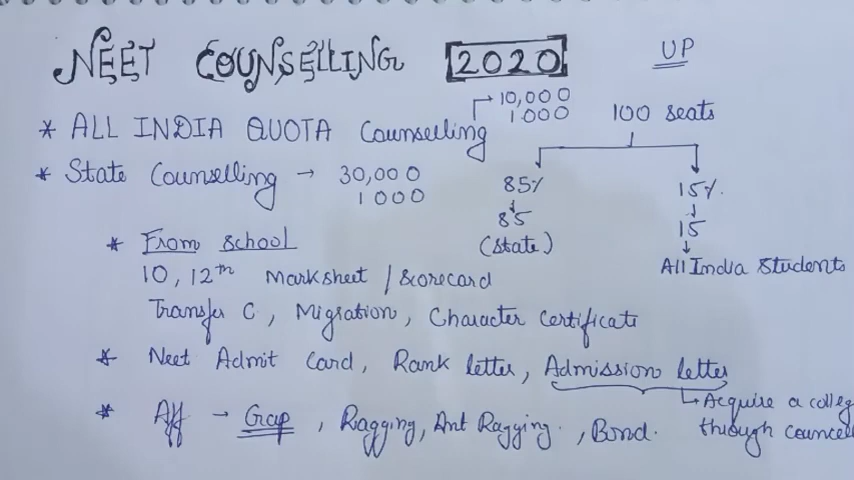 NEET COUNSELLING 2020
UP
* ALL INDIA QUOTA Counselling → 10,000
1000
100 seats
* State Counselling → 30,000
1000
85% 15%
85 15
(State) All India Students
* From school
10, 12th Marksheet / Scorecard
Transfer C, Migration, Character Certificate
* Neet Admit Card, Rank letter, Admission letter
→ Acquire a colleg
through councell
* Aff → Gap, Ragging, Ant Ragging, Bond.